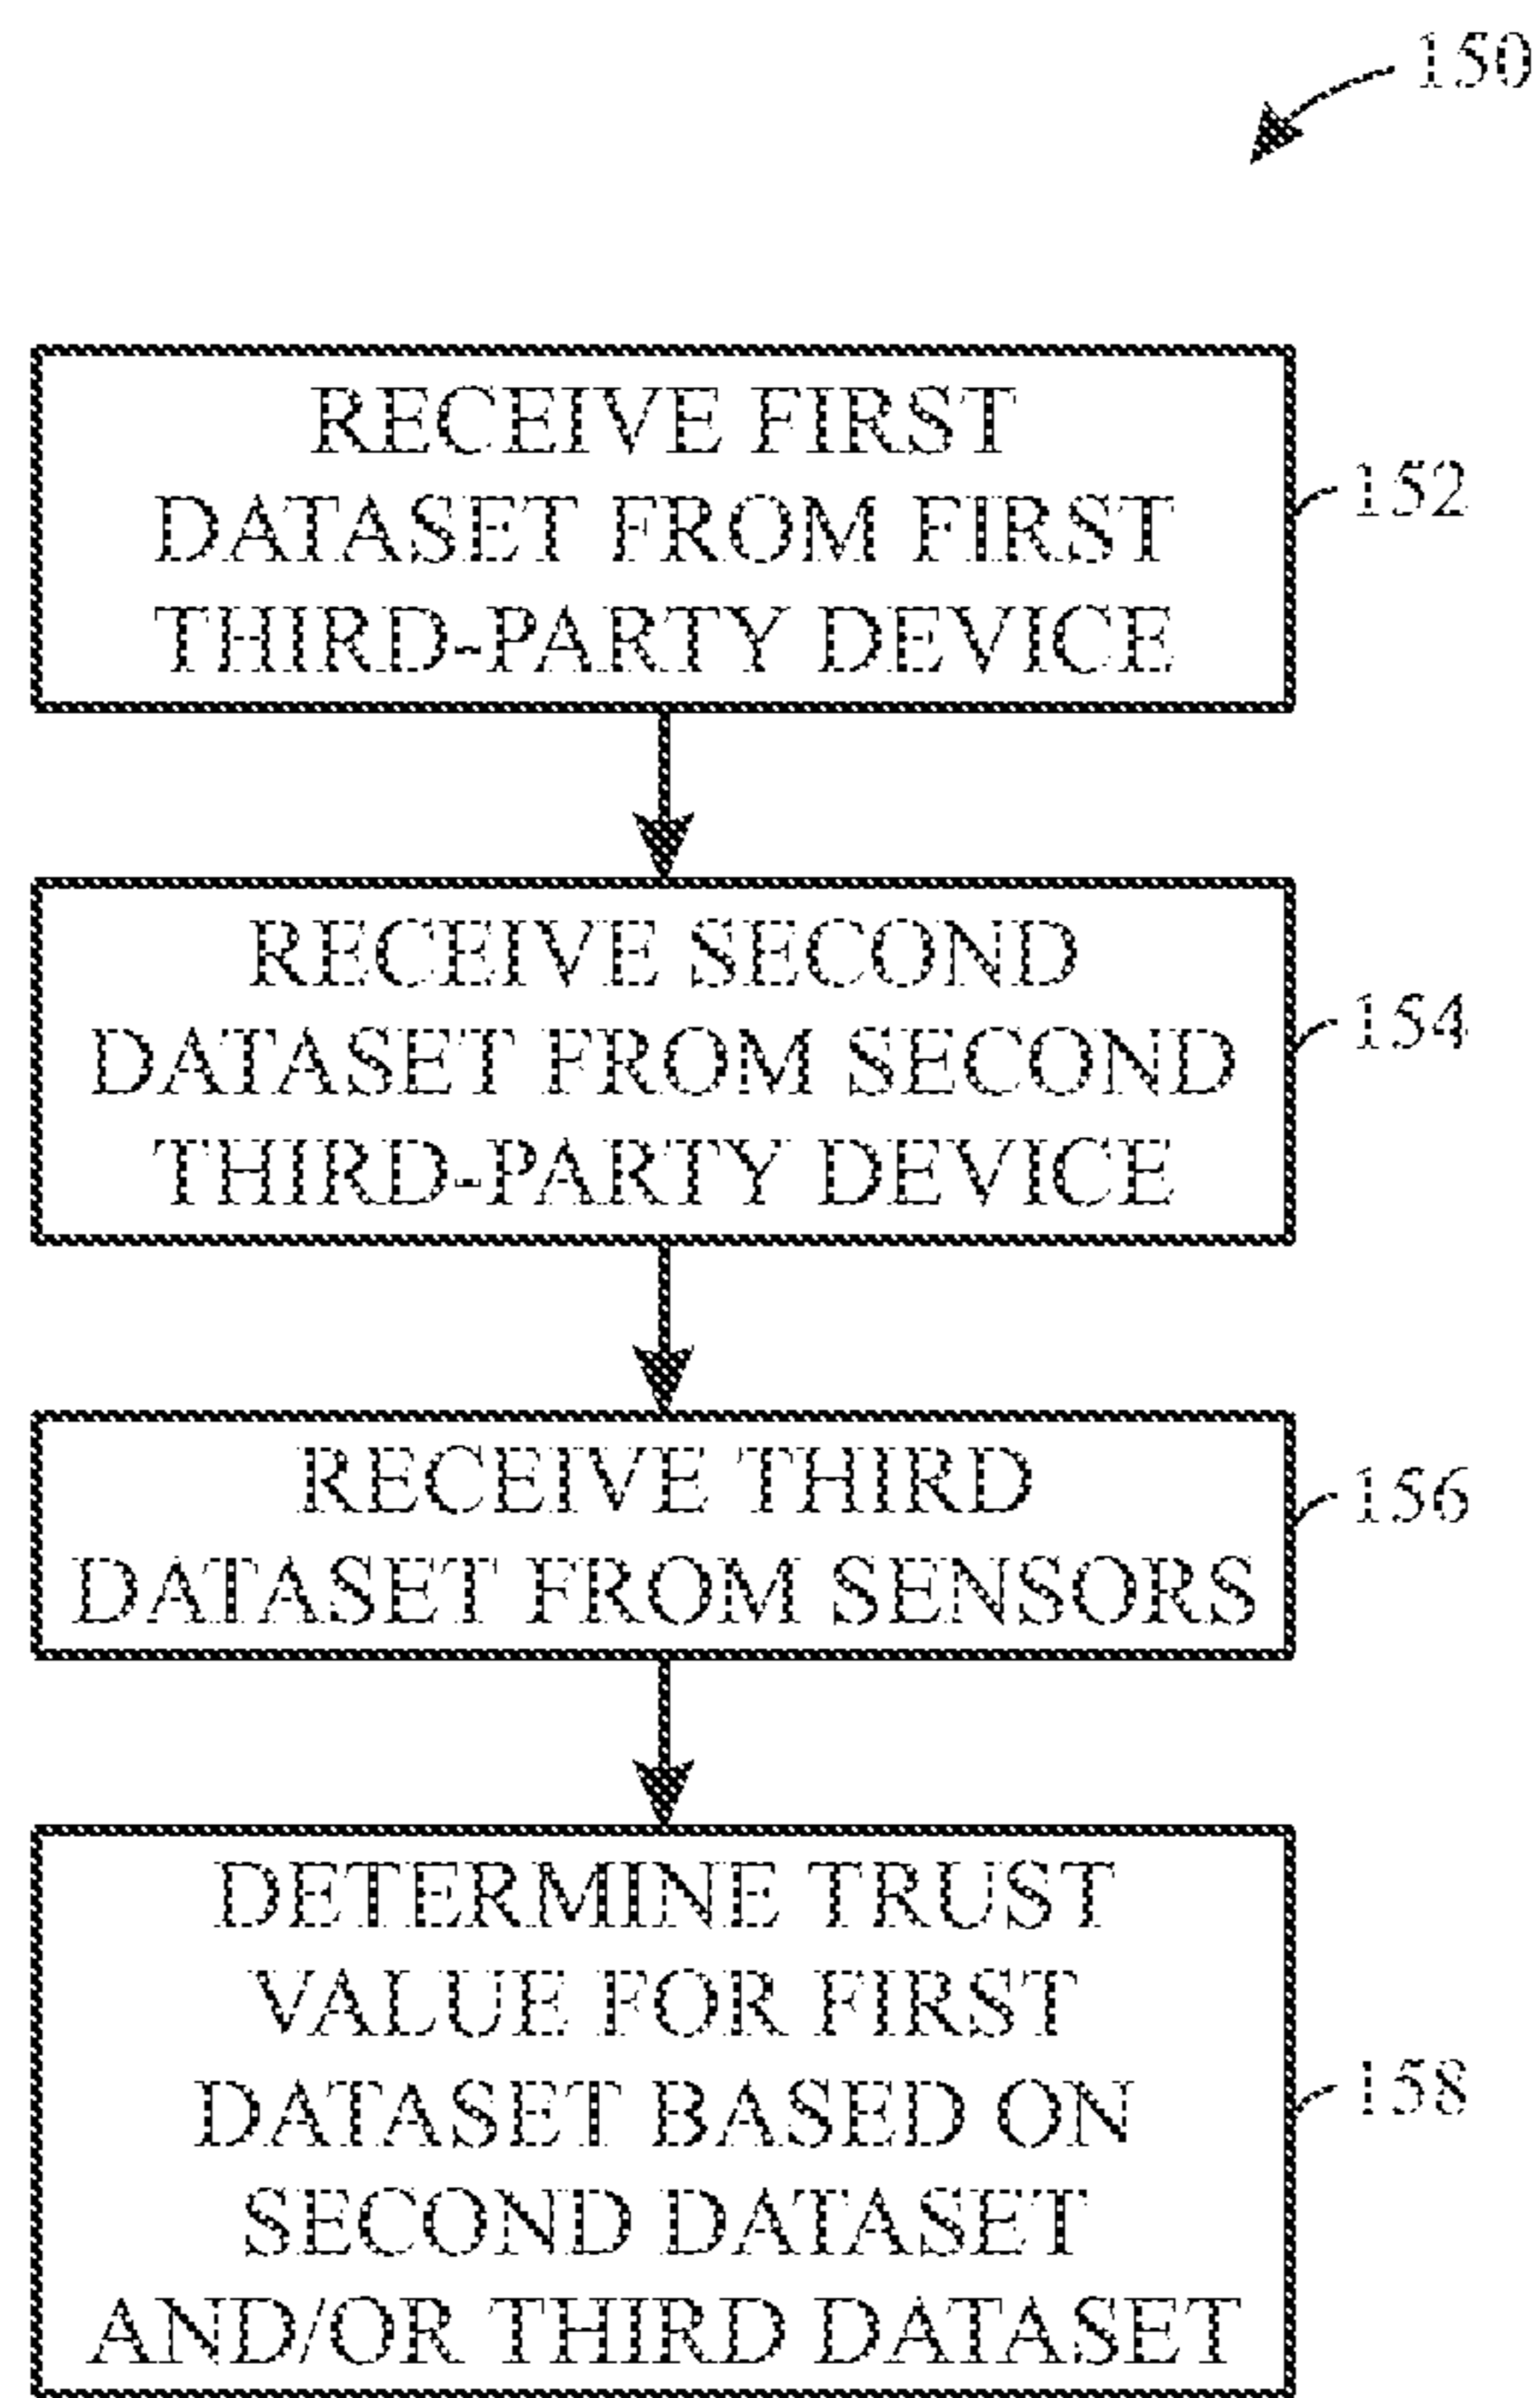 150
RECEIVE FIRST
DATASET FROM FIRST
THIRD-PARTY DEVICE
152
RECEIVE SECOND
DATASET FROM SECOND
THIRD-PARTY DEVICE
154
RECEIVE THIRD
DATASET FROM SENSORS
156
DETERMINE TRUST
VALUE FOR FIRST
DATASET BASED ON
SECOND DATASET
AND/OR THIRD DATASET
158